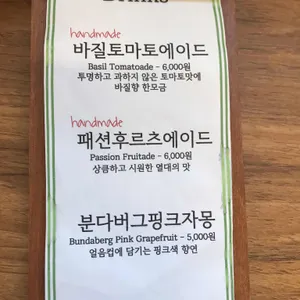 handmade
바질토마토에이드
Basil Tomatoade - 6,000원
투명하고 과하지 않은 토마토맛에
바질향 한모금
handmade
패션후르츠에이드
Passion Fruitade - 6,000원
상큼하고 시원한 열대의 맛
분다버그핑크자몽
Bundaberg Pink Grapefruit - 5,000원
얼음컵에 담기는 핑크색 향연